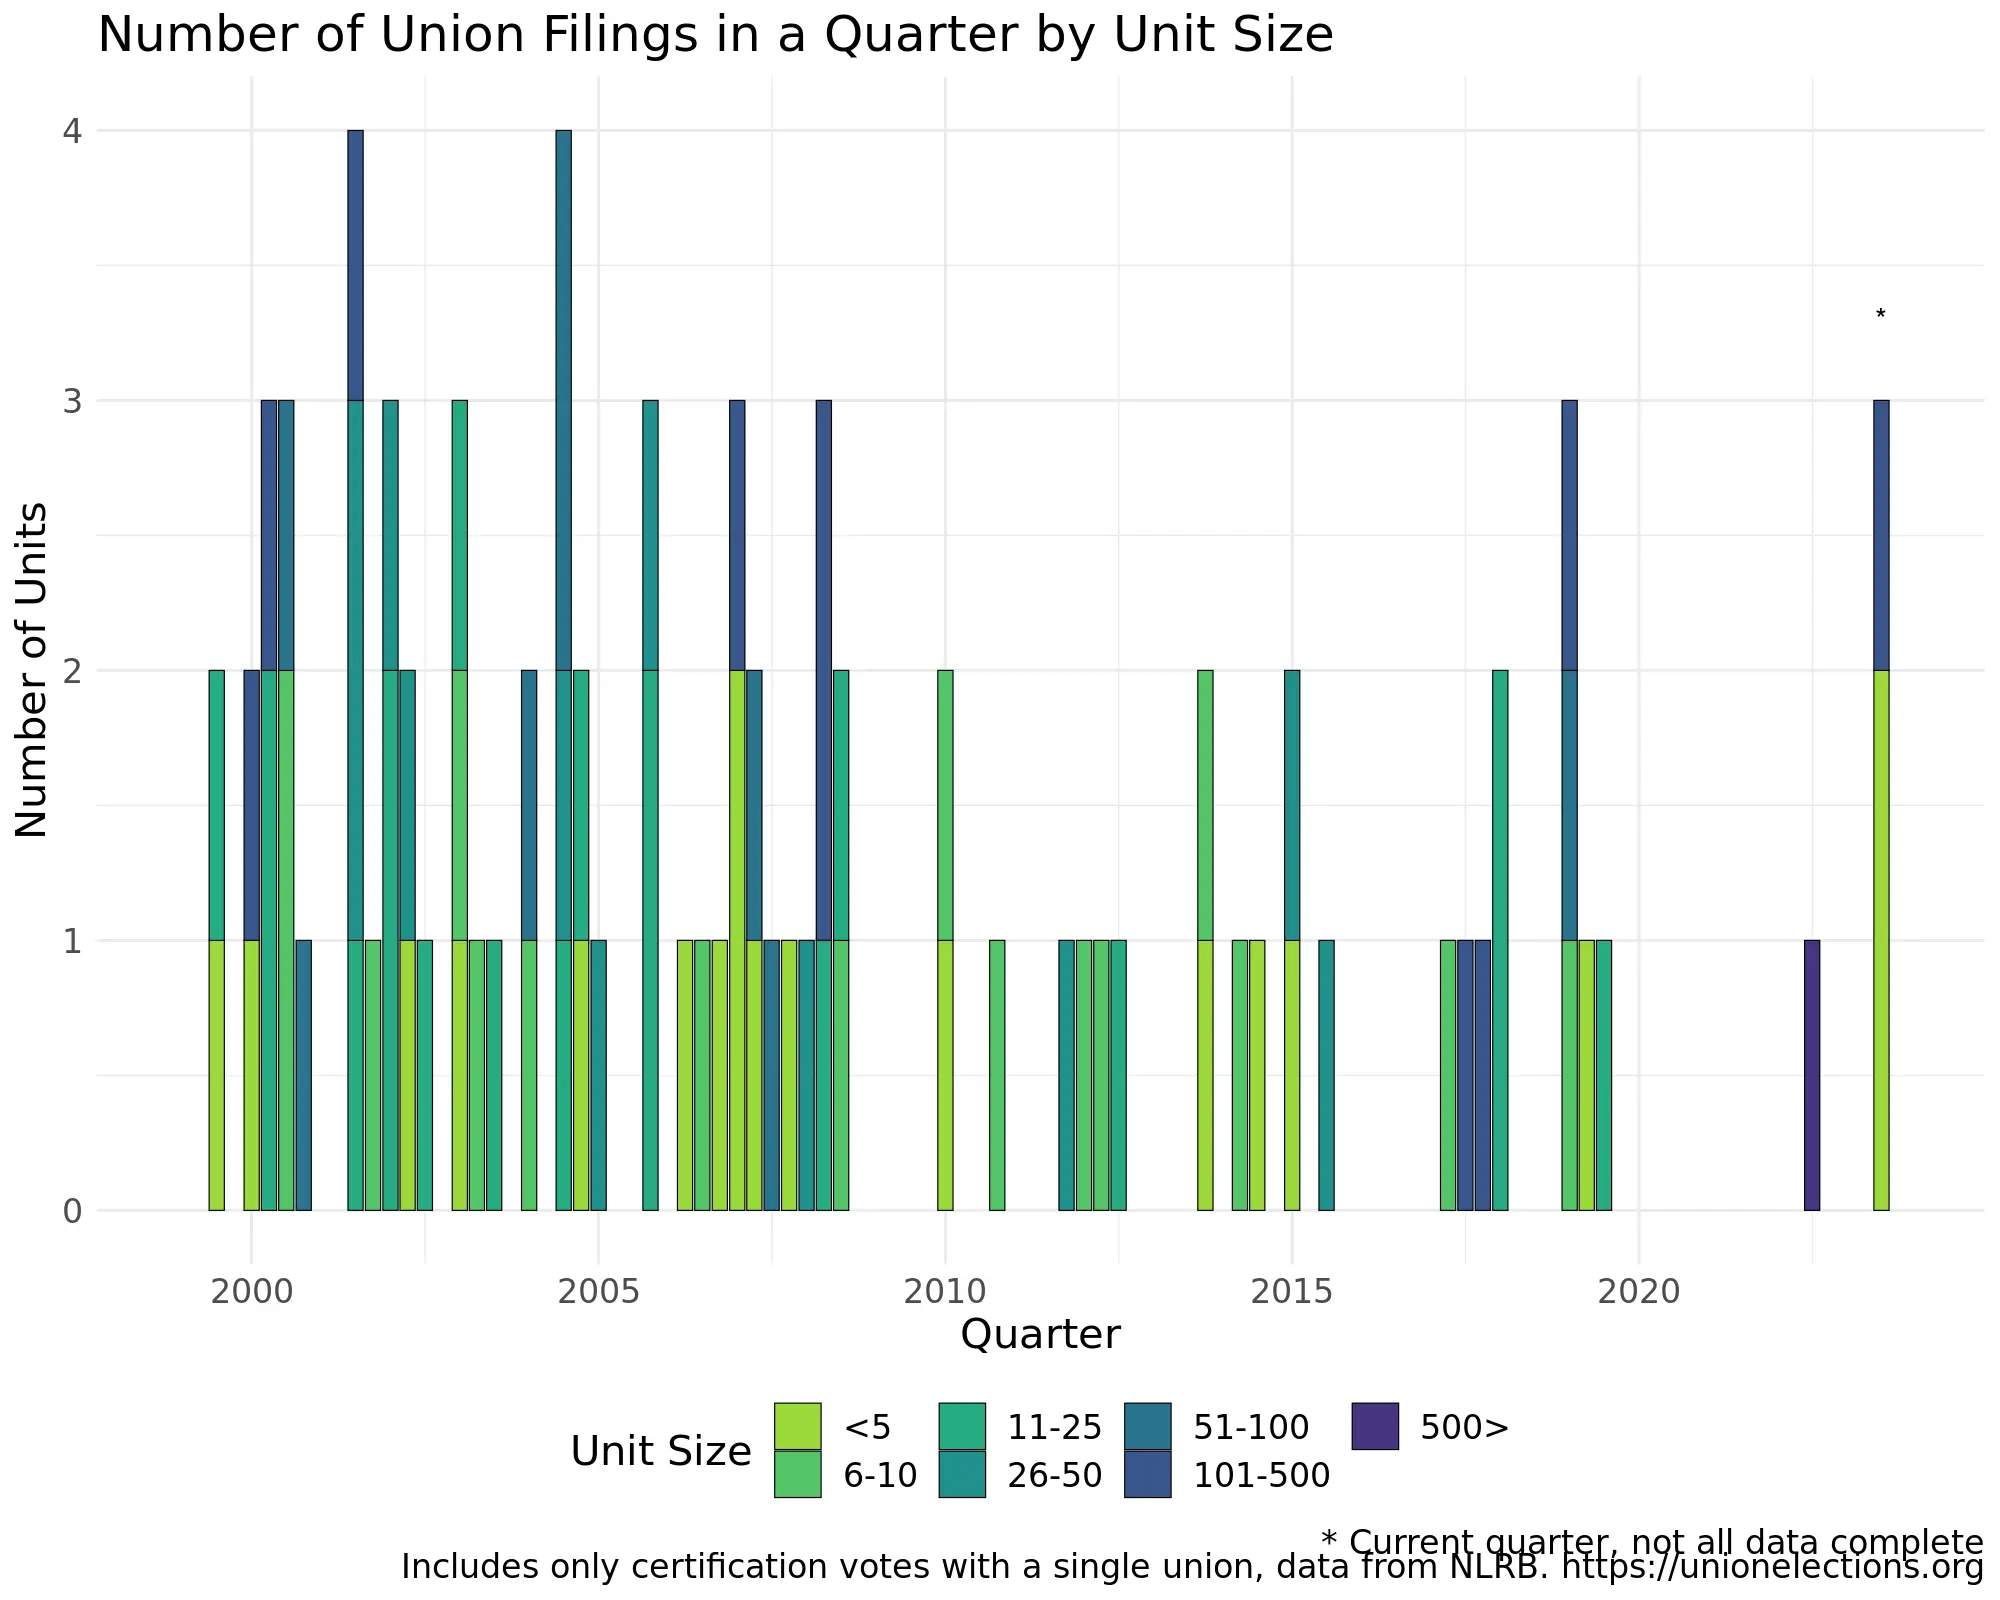 Number of Union Filings in a Quarter by Unit Size
4
3
2
1
0
Number of Units
*
2000 2005 2010 2015 2020
Quarter
Unit Size
<5 11-25 51-100 500>
6-10 26-50 101-500
* Current quarter, not all data complete
Includes only certification votes with a single union, data from NLRB. https://unionelections.org